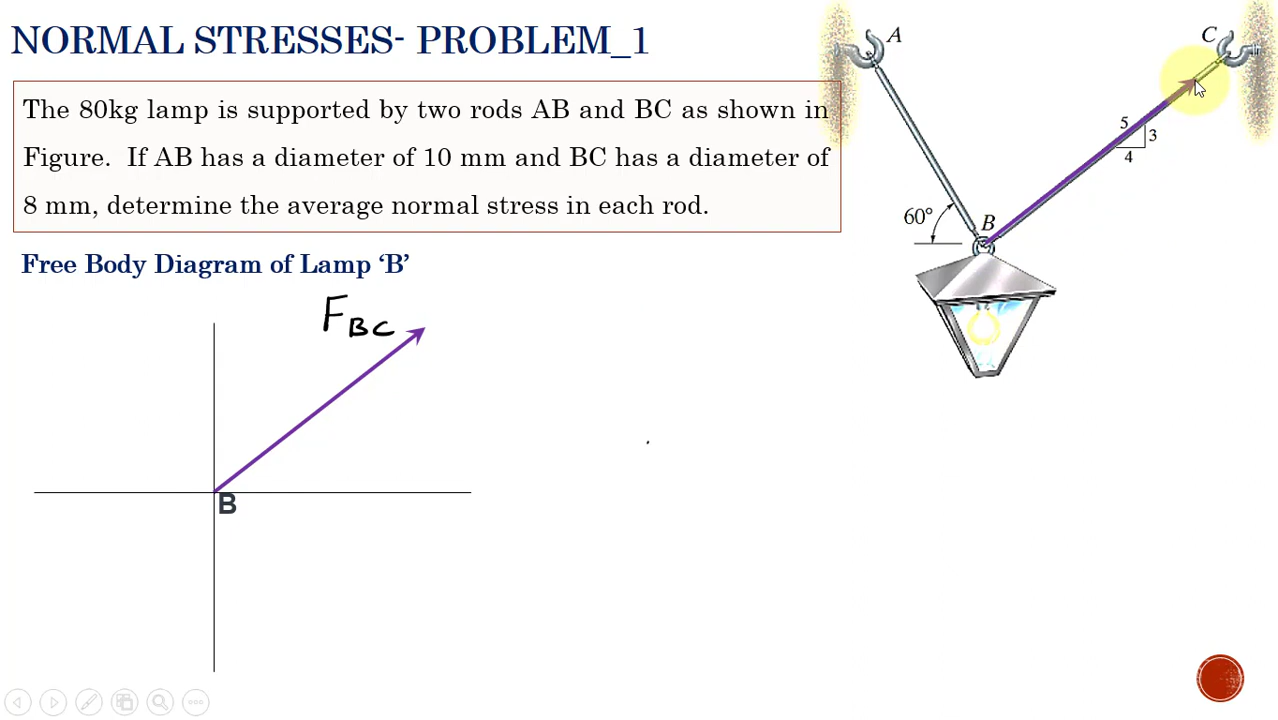 NORMAL STRESSES- PROBLEM_1
The 80kg lamp is supported by two rods AB and BC as shown in
Figure. If AB has a diameter of 10 mm and BC has a diameter of
8 mm, determine the average normal stress in each rod.
Free Body Diagram of Lamp ‘B’
FBC
B
A
C
5
3
4
60°
B